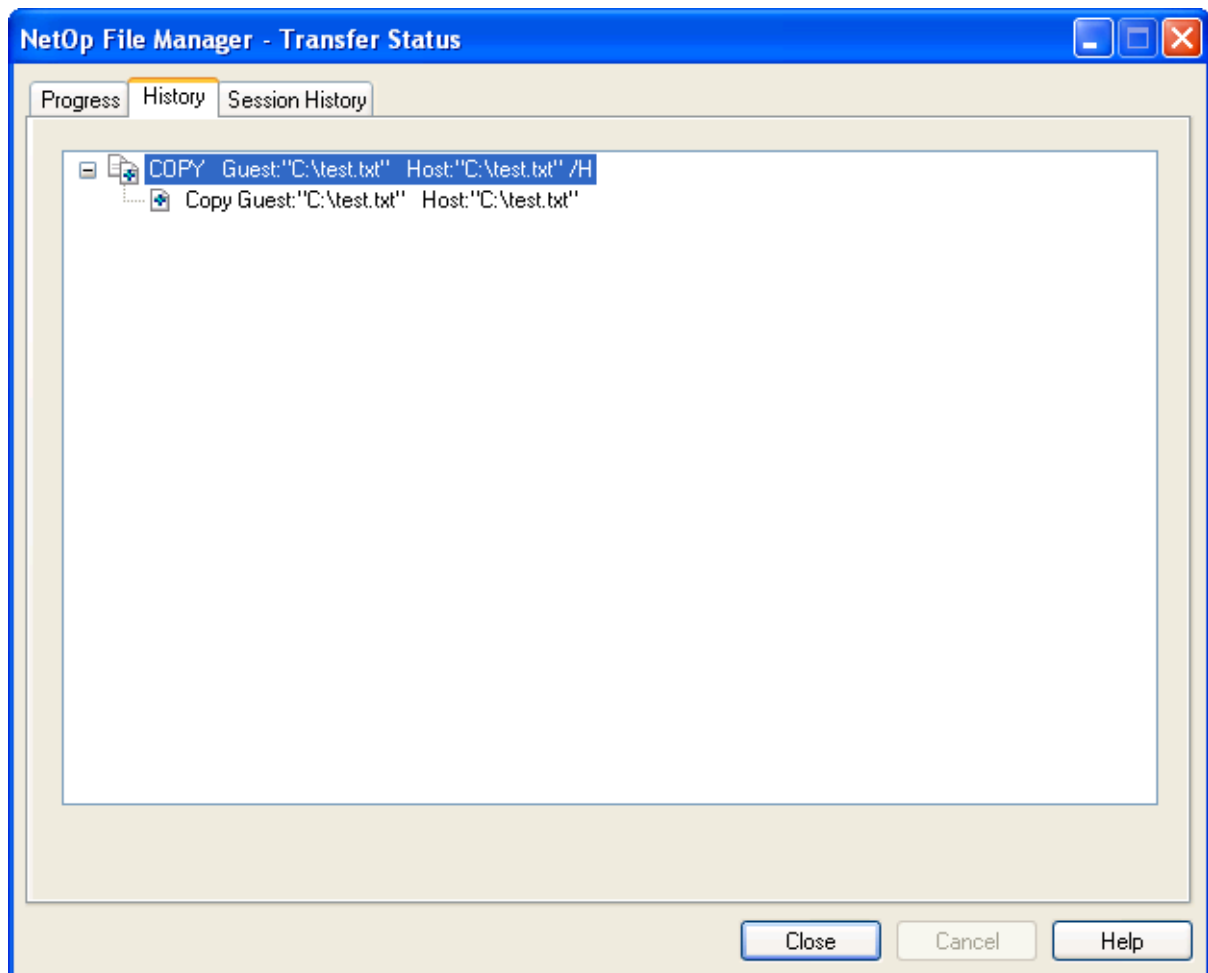 NetOp File Manager - Transfer Status
Progress History Session History
COPY Guest:"C:\test.txt" Host:"C:\test.txt" /H
Copy Guest:"C:\test.txt" Host:"C:\test.txt"
Close Cancel Help